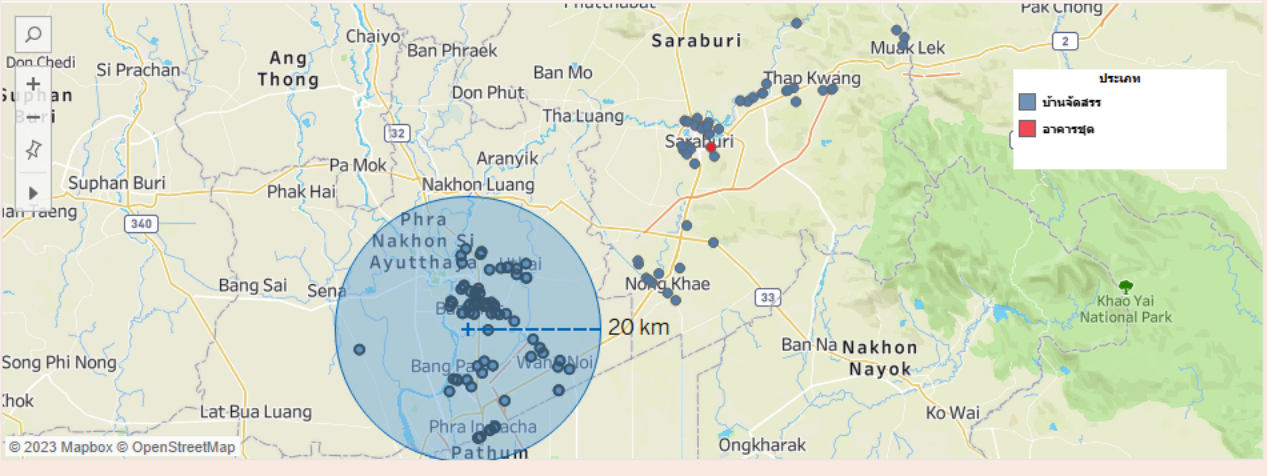 Phutthabat
Pak Chong
Chaiyo
Ban Phraek
Saraburi
Muak Lek
2
Don Chedi
Si Prachan
Ang
Thong
Ban Mo
Thap Kwang
ประเภท
บ้านจัดสรร
อาคารชุด
Suphan
Buri
Don Phut
Tha Luang
32
Saraburi
Pa Mok
Aranyik
Suphan Buri
Phak Hai
Nakhon Luang
340
Phra
Nakhon Si
Ayutthaya
Uthai
Bang Sai
Sena
Nong Khae
33
Khao Yai
National Park
20 km
Ban Na
Nakhon
Nayok
Song Phi Nong
Bang Pa
Wang Noi
Lat Bua Luang
Ko Wai
Phra In Racha
Pathum
Ongkharak
© 2023 Mapbox © OpenStreetMap